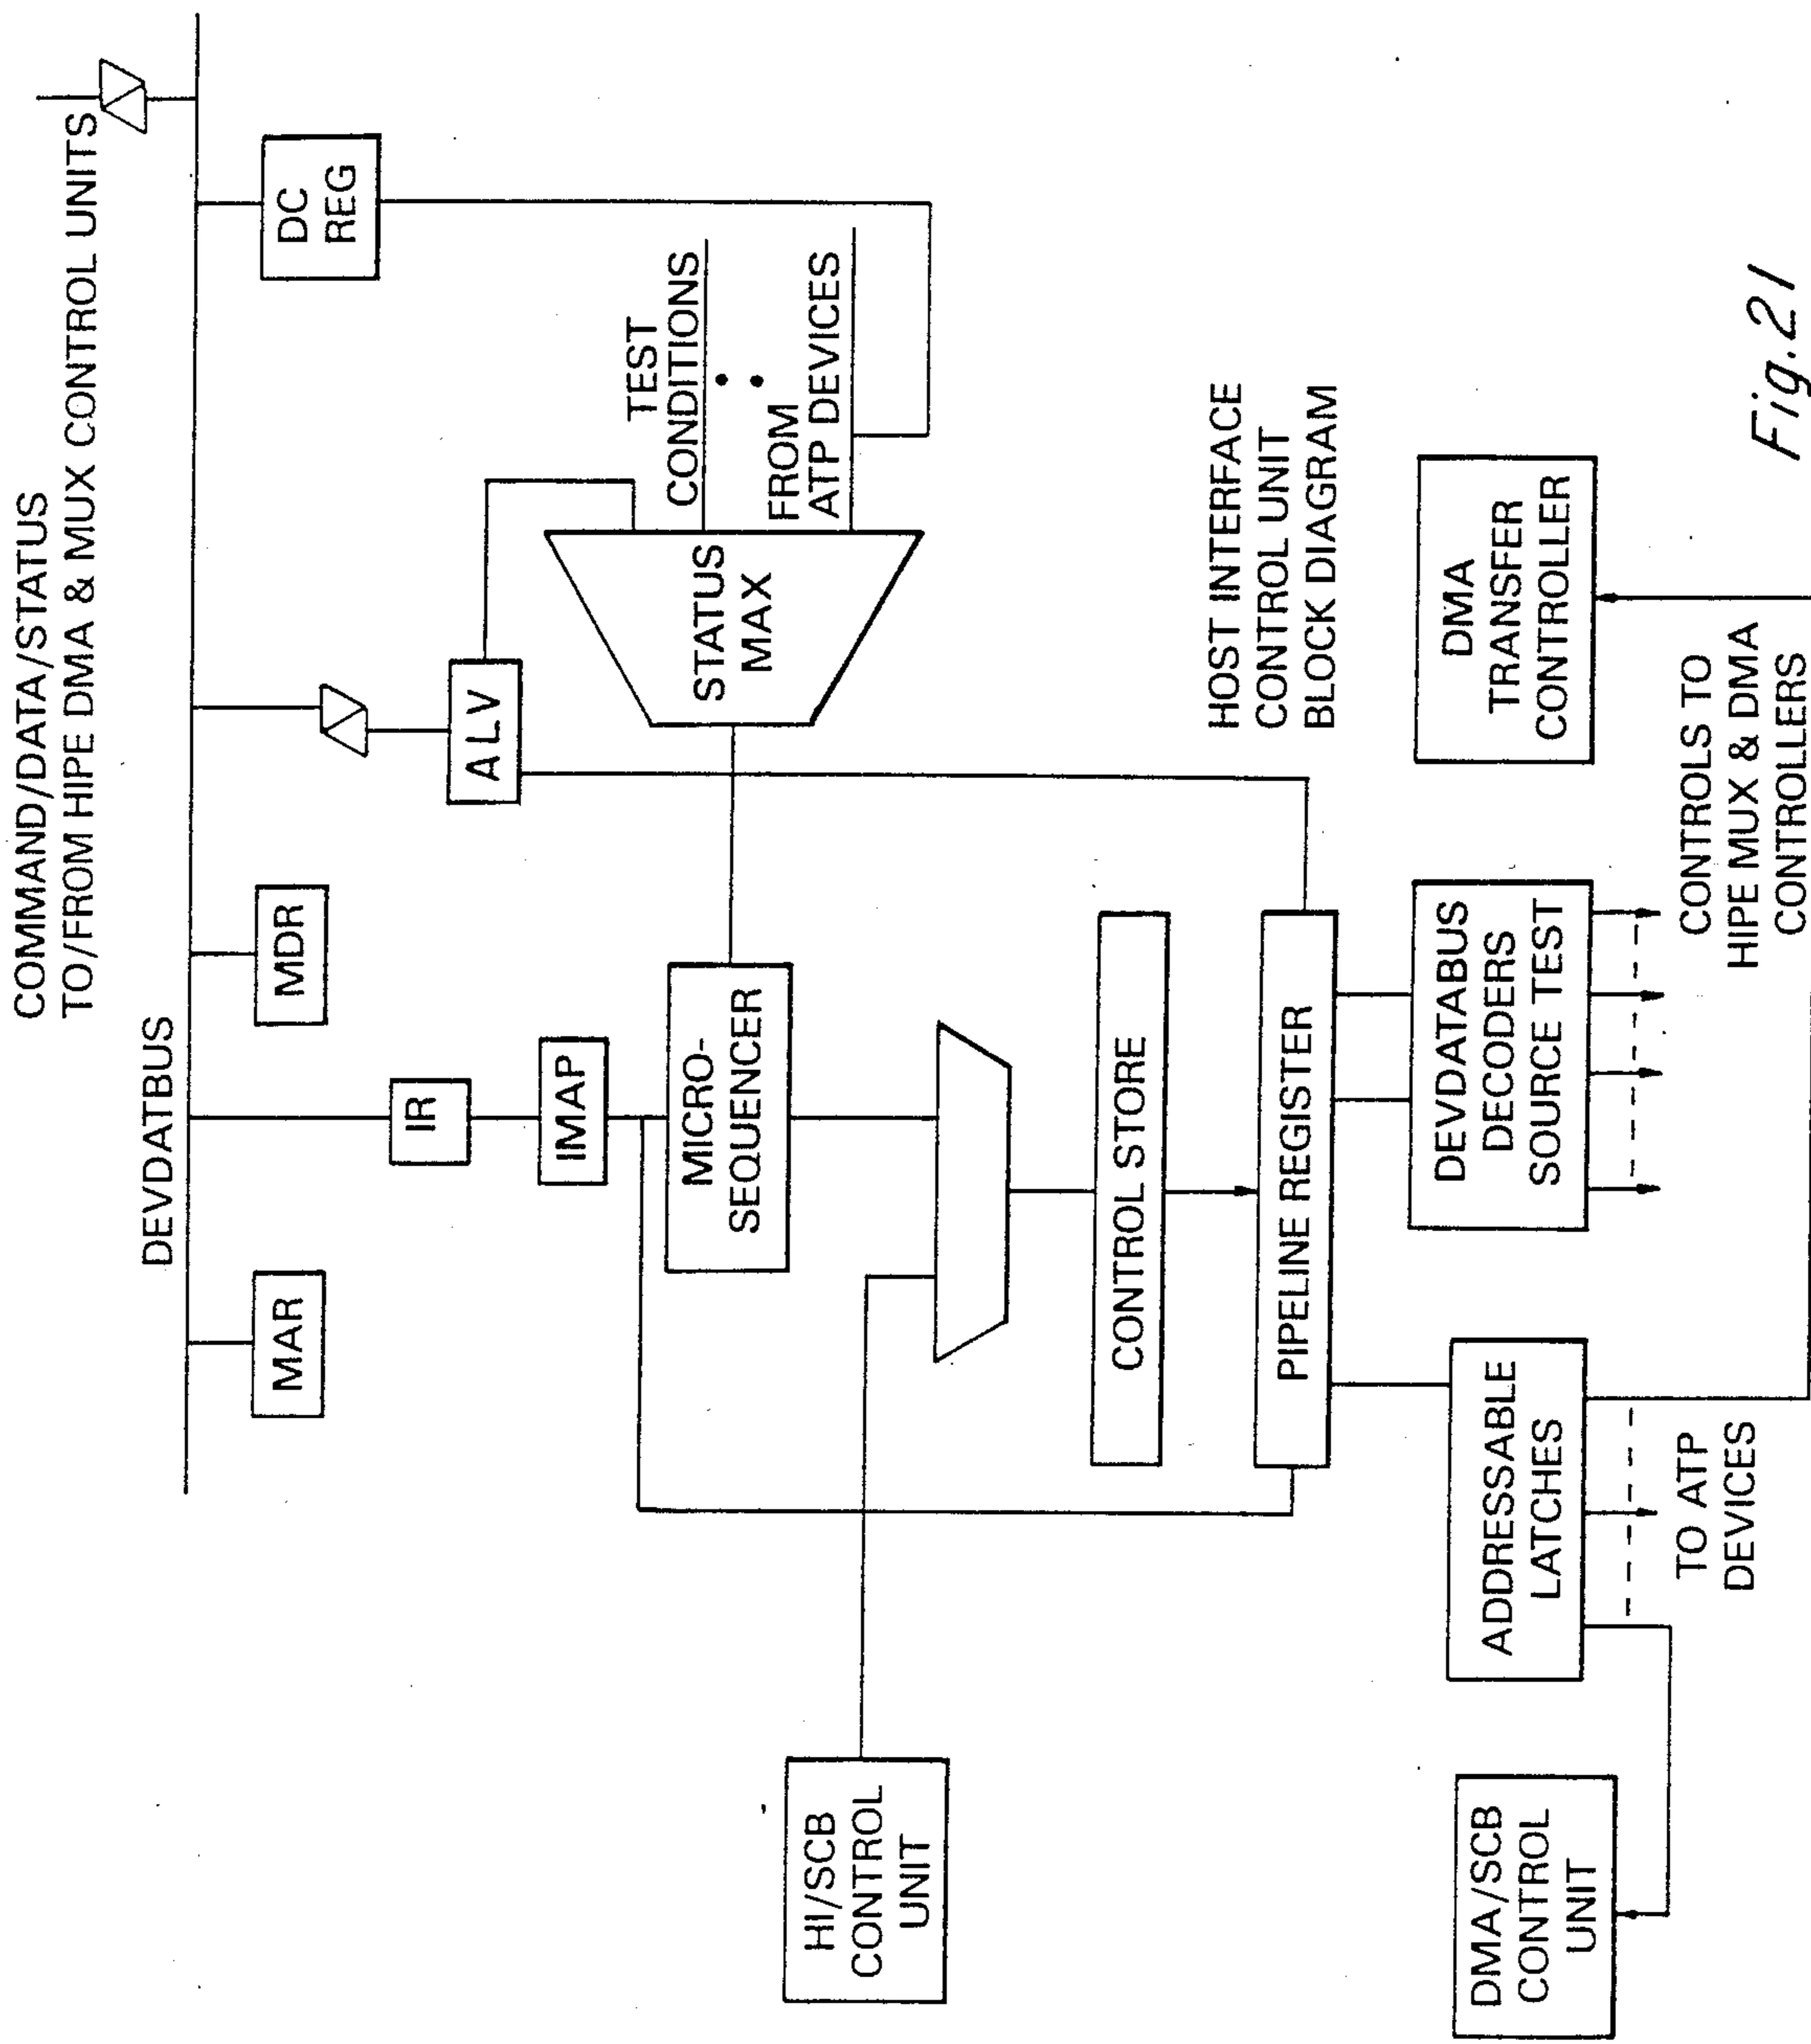 COMMAND/DATA/STATUS
TO/FROM HIPE DMA & MUX CONTROL UNITS
DEVDATBUS
MAR
MDR
DC
REG
IR
IMAP
ALV
TEST
CONDITIONS
FROM
ATP DEVICES
STATUS
MAX
MICRO-
SEQUENCER
HI/SCB
CONTROL
UNIT
CONTROL STORE
PIPELINE REGISTER
HOST INTERFACE
CONTROL UNIT
BLOCK DIAGRAM
DMA/SCB
CONTROL
UNIT
ADDRESSABLE
LATCHES
DEVDATABUS
DECODERS
SOURCE TEST
DMA
TRANSFER
CONTROLLER
TO ATP
DEVICES
CONTROLS TO
HIPE MUX & DMA
CONTROLLERS
Fig.21